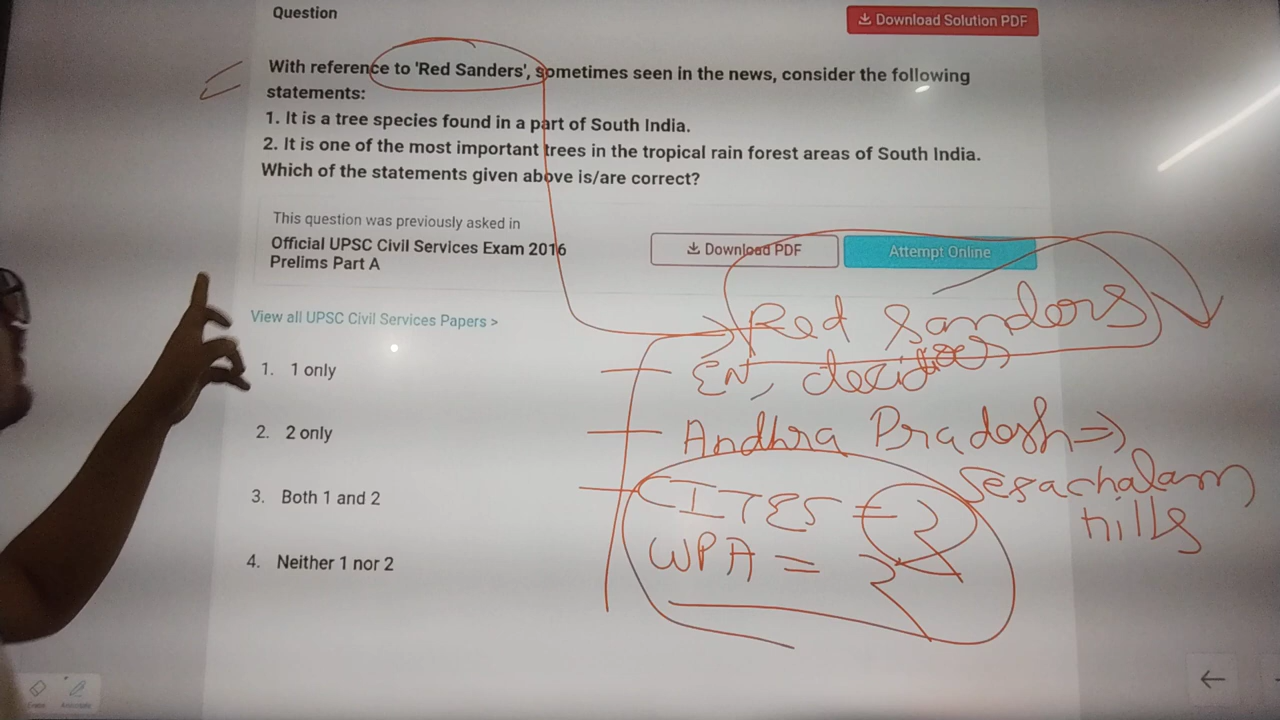 Question
Download Solution PDF
With reference to 'Red Sanders', sometimes seen in the news, consider the following
statements:
1. It is a tree species found in a part of South India.
2. It is one of the most important trees in the tropical rain forest areas of South India.
Which of the statements given above is/are correct?
This question was previously asked in
Official UPSC Civil Services Exam 2016
Prelims Part A
Download PDF
Attempt Online
View all UPSC Civil Services Papers >
1. 1 only
2. 2 only
3. Both 1 and 2
4. Neither 1 nor 2
Red Sanders
EN,
Andhra Pradesh ⇒
Sesachalam
hills
CITES = 2
WPA = 2
Eraser